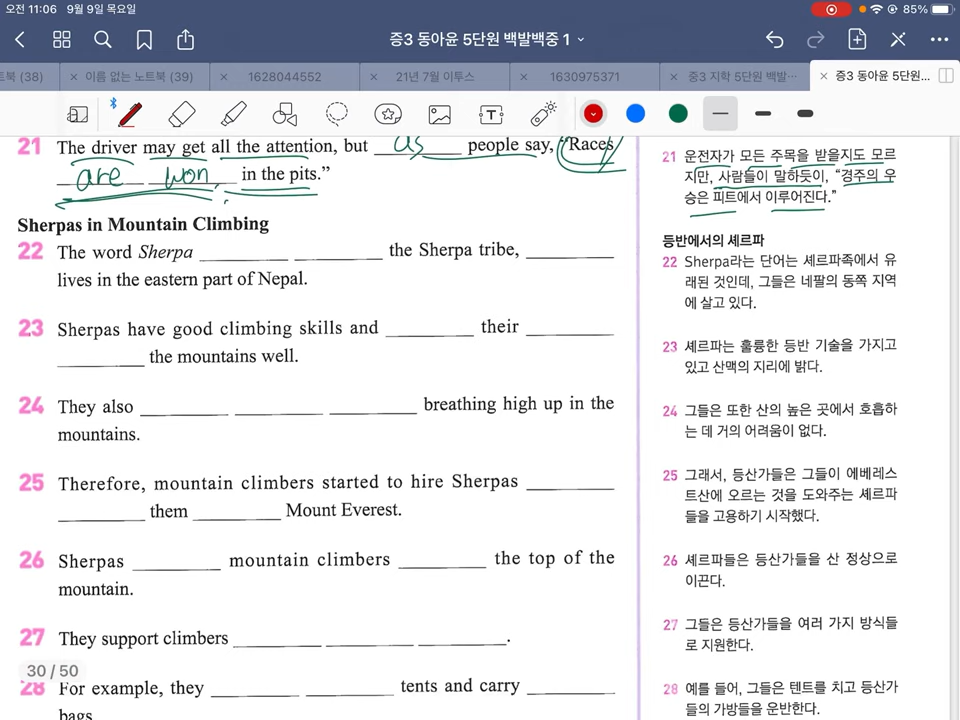 오전 11:06 9월 9일 목요일
85%
증3 동아윤 5단원 백발백중 1
트북 (38)
이름 없는 노트북 (39)
1628044552
21년 7월 이투스
1630975371
중3 지학 5단원 백발...
증3 동아윤 5단원...
21 The driver may get all the attention, but as people say, “Races
are won in the pits.”
Sherpas in Mountain Climbing
22 The word Sherpa ________ ________ the Sherpa tribe, ________
lives in the eastern part of Nepal.
23 Sherpas have good climbing skills and ________ their ________
________ the mountains well.
24 They also ________ ________ ________ breathing high up in the
mountains.
25 Therefore, mountain climbers started to hire Sherpas ________
________ them ________ Mount Everest.
26 Sherpas ________ mountain climbers ________ the top of the
mountain.
27 They support climbers ________ ________ ________.
30 / 50
28 For example, they ________ ________ tents and carry ________
bags.
21 운전자가 모든 주목을 받을지도 모르
지만, 사람들이 말하듯이, “경주의 우
승은 피트에서 이루어진다.”
등반에서의 셰르파
22 Sherpa라는 단어는 셰르파족에서 유
래된 것인데, 그들은 네팔의 동쪽 지역
에 살고 있다.
23 셰르파는 훌륭한 등반 기술을 가지고
있고 산맥의 지리에 밝다.
24 그들은 또한 산의 높은 곳에서 호흡하
는 데 거의 어려움이 없다.
25 그래서, 등산가들은 그들이 에베레스
트산에 오르는 것을 도와주는 셰르파
들을 고용하기 시작했다.
26 셰르파들은 등산가들을 산 정상으로
이끈다.
27 그들은 등산가들을 여러 가지 방식들
로 지원한다.
28 예를 들어, 그들은 텐트를 치고 등산가
들의 가방들을 운반한다.